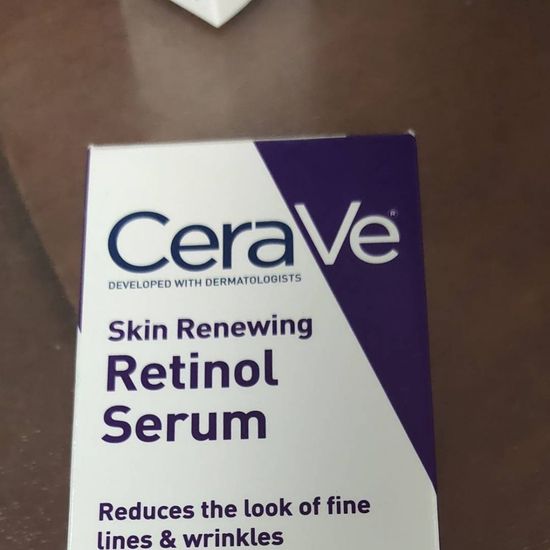 CeraVe®
DEVELOPED WITH DERMATOLOGISTS
Skin Renewing
Retinol
Serum
Reduces the look of fine
lines & wrinkles